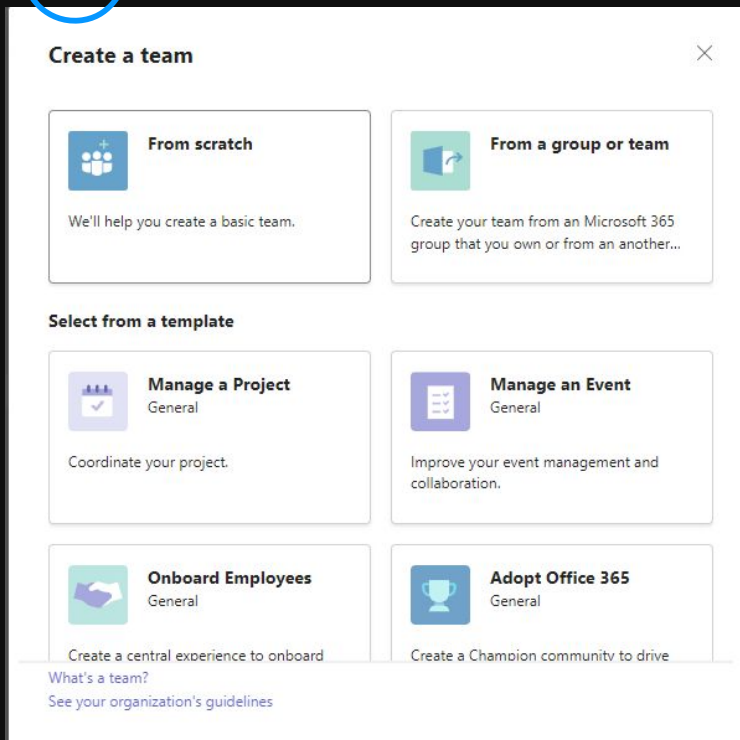 Create a team
From scratch
We'll help you create a basic team.
From a group or team
Create your team from an Microsoft 365
group that you own or from an another...
Select from a template
Manage a Project
General
Coordinate your project.
Manage an Event
General
Improve your event management and
collaboration.
Onboard Employees
General
Create a central experience to onboard
Adopt Office 365
General
Create a Champion community to drive
What's a team?
See your organization's guidelines